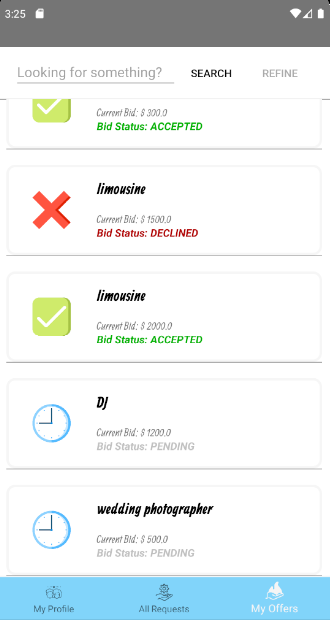 3:25
Looking for something? SEARCH REFINE
Current Bid: $ 300.0
Bid Status: ACCEPTED
limousine
Current Bid: $ 1500.0
Bid Status: DECLINED
limousine
Current Bid: $ 2000.0
Bid Status: ACCEPTED
DJ
Current Bid: $ 1200.0
Bid Status: PENDING
wedding photographer
Current Bid: $ 500.0
Bid Status: PENDING
My Profile All Requests My Offers